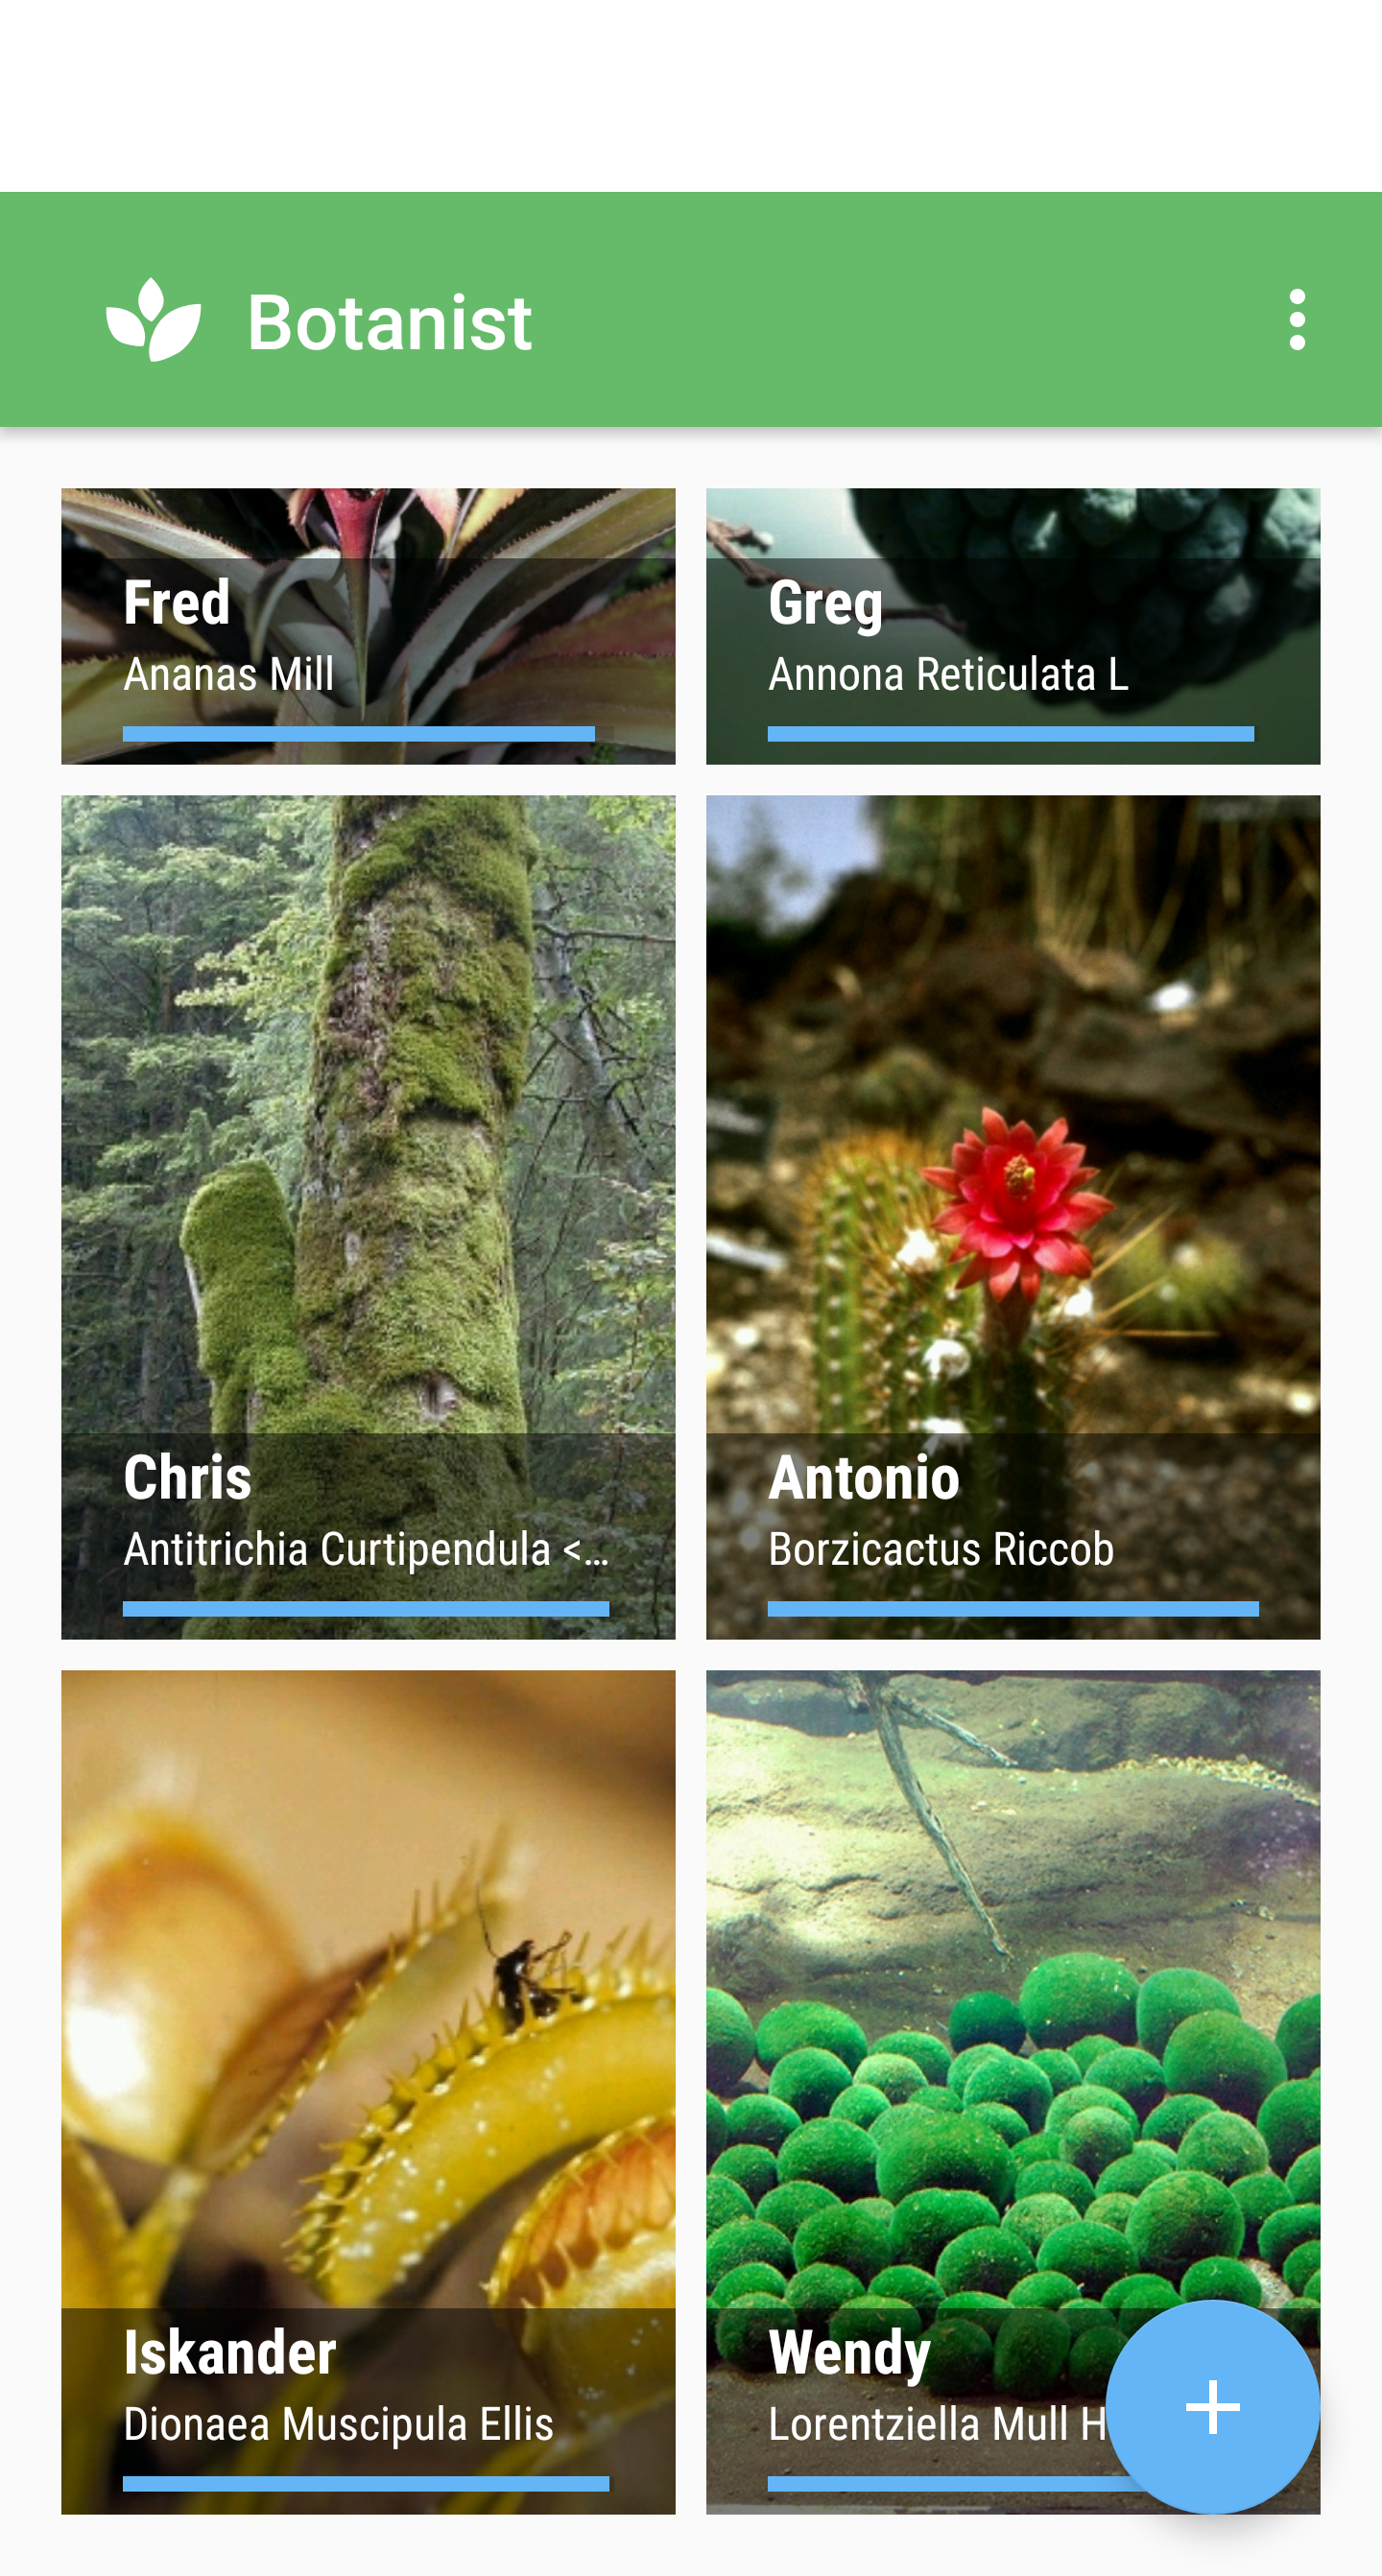 Botanist
Fred
Ananas Mill
Greg
Annona Reticulata L
Chris
Antitrichia Curtipendula <...
Antonio
Borzicactus Riccob
Iskander
Dionaea Muscipula Ellis
Wendy
Lorentziella Mull H